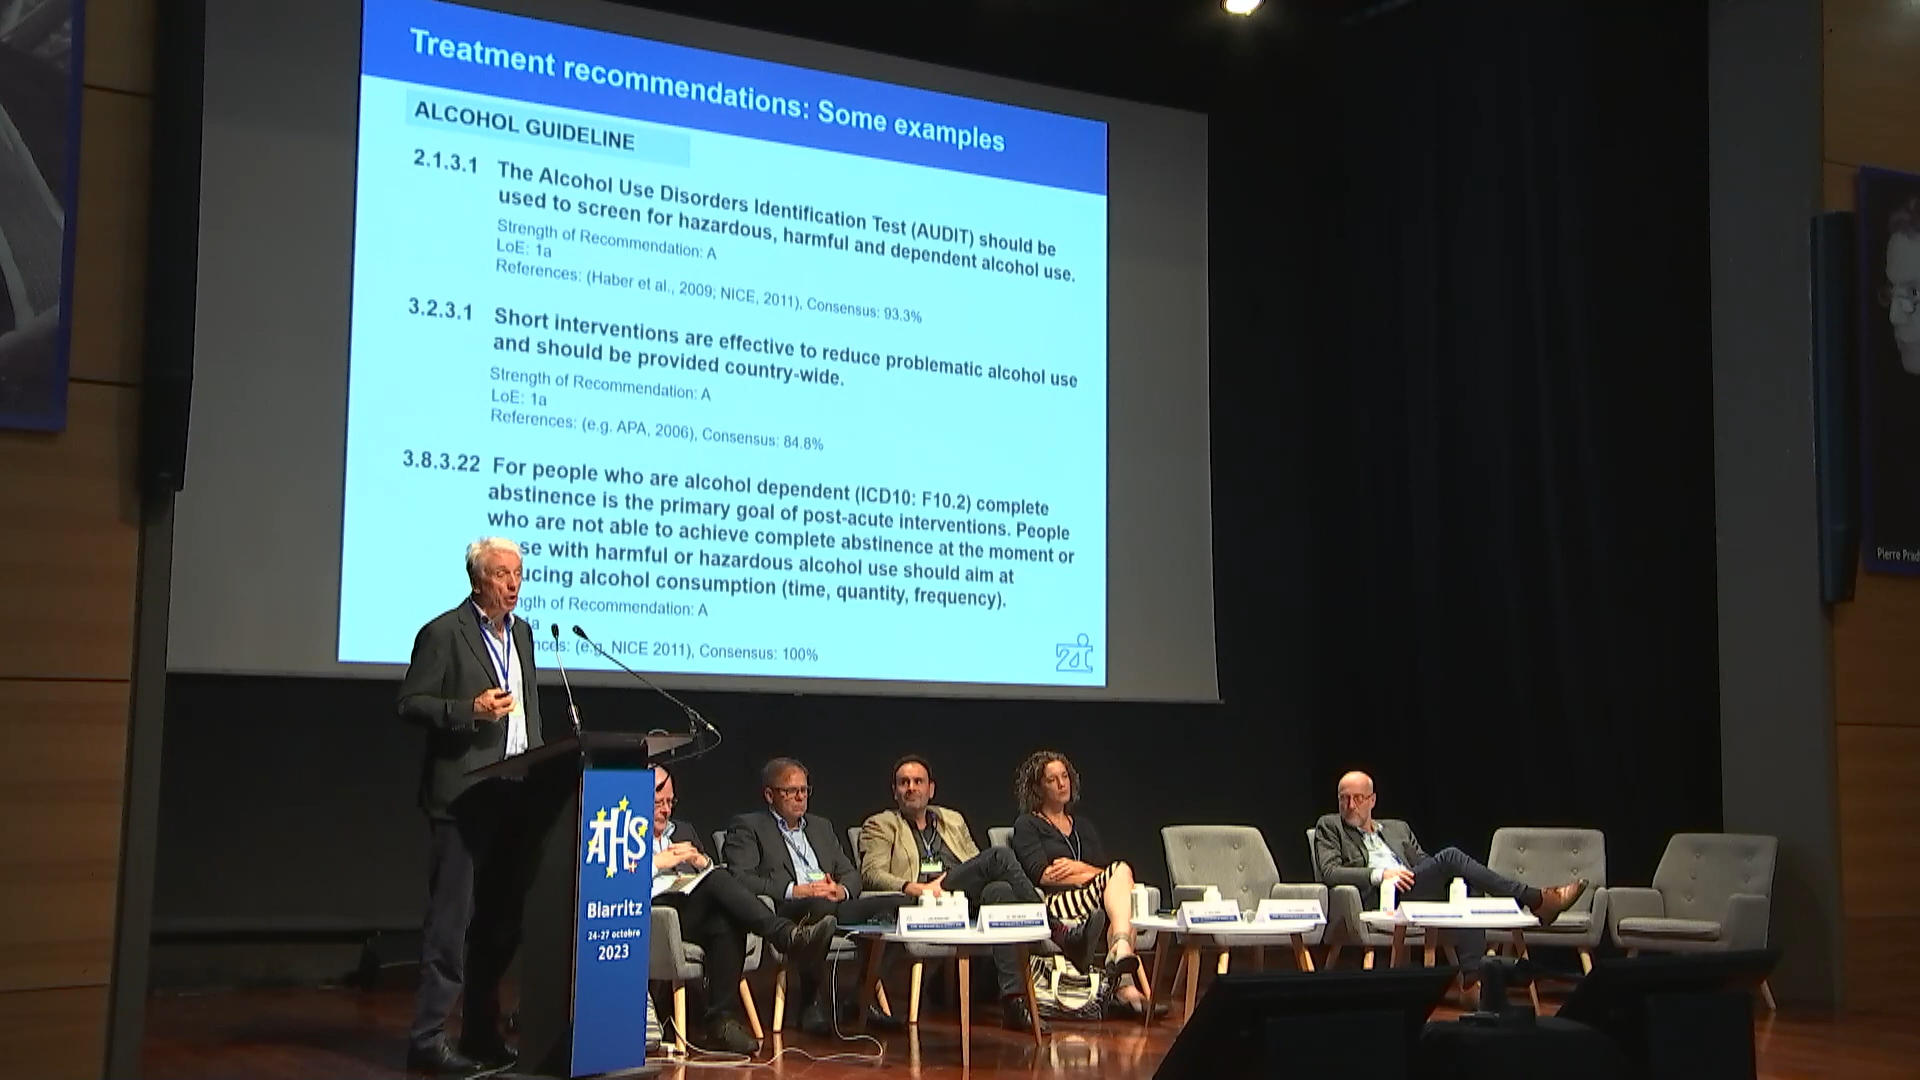 Treatment recommendations: Some examples
ALCOHOL GUIDELINE
2.1.3.1 The Alcohol Use Disorders Identification Test (AUDIT) should be
used to screen for hazardous, harmful and dependent alcohol use.
Strength of Recommendation: A
LoE: 1a
References: (Haber et al., 2009; NICE, 2011), Consensus: 93.3%
3.2.3.1 Short interventions are effective to reduce problematic alcohol use
and should be provided country-wide.
Strength of Recommendation: A
LoE: 1a
References: (e.g. APA, 2006), Consensus: 84.8%
3.8.3.22 For people who are alcohol dependent (ICD10: F10.2) complete
abstinence is the primary goal of post-acute interventions. People
who are not able to achieve complete abstinence at the moment or
se with harmful or hazardous alcohol use should aim at
ucing alcohol consumption (time, quantity, frequency).
ngth of Recommendation: A
1a
nces: (e.g. NICE 2011), Consensus: 100%
AHS
Biarritz
24-27 octobre
2023
Pierre Prad